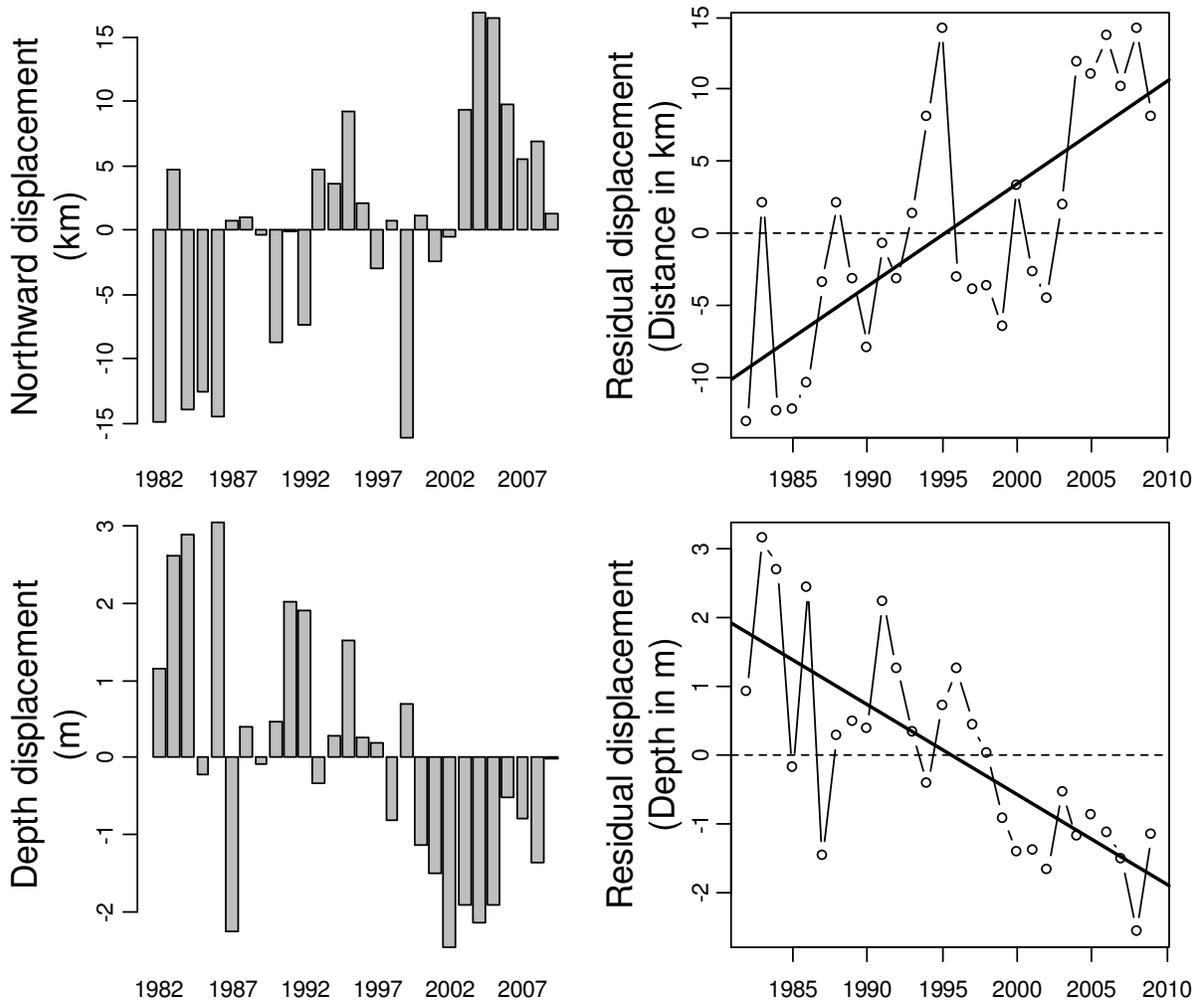 Northward displacement
(km)
15
10
5
0
-5
-10
-15
1982 1987 1992 1997 2002 2007
Residual displacement
(Distance in km)
15
10
5
0
-5
-10
1985 1990 1995 2000 2005 2010
Depth displacement
(m)
3
2
1
0
-1
-2
1982 1987 1992 1997 2002 2007
Residual displacement
(Depth in m)
3
2
1
0
-1
-2
1985 1990 1995 2000 2005 2010